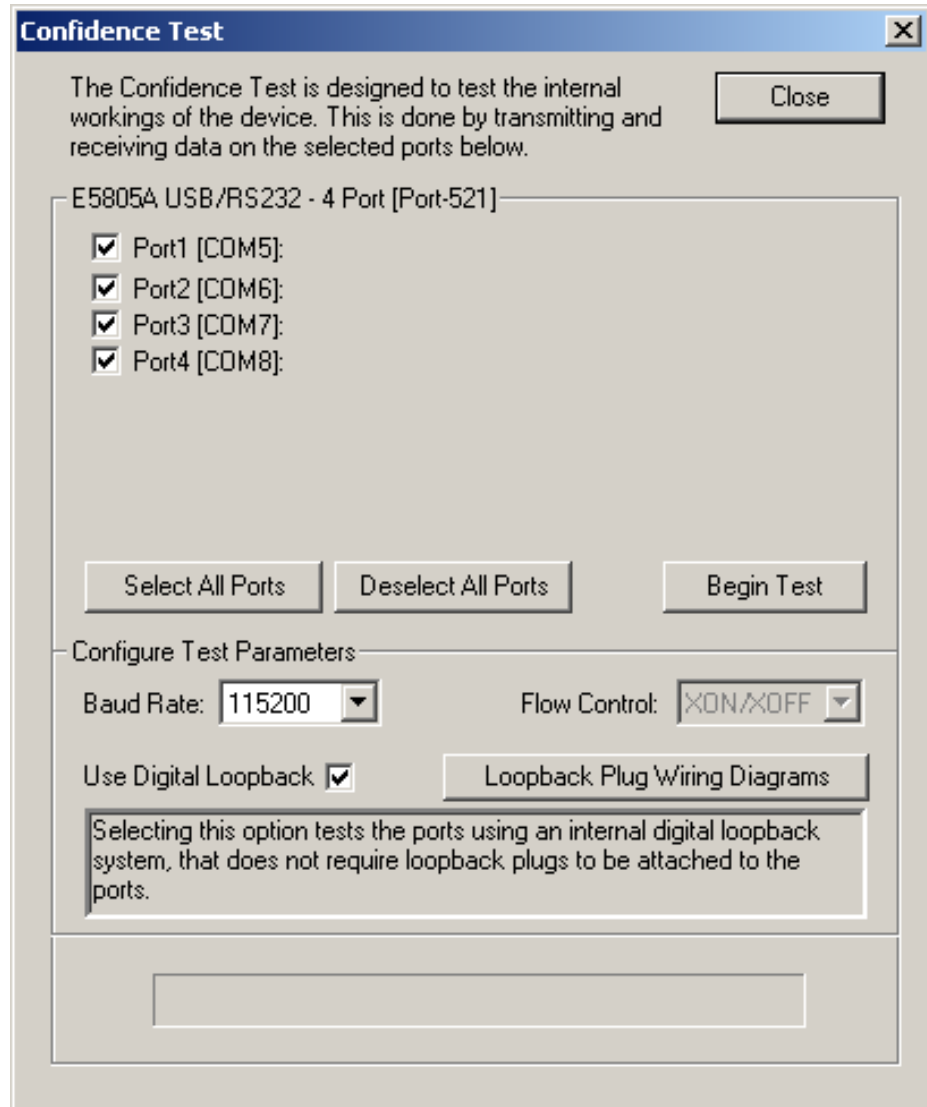 Confidence Test
The Confidence Test is designed to test the internal
workings of the device. This is done by transmitting and
receiving data on the selected ports below.
Close
E5805A USB/RS232 - 4 Port [Port-521]
Port1 [COM5]:
Port2 [COM6]:
Port3 [COM7]:
Port4 [COM8]:
Select All Ports
Deselect All Ports
Begin Test
Configure Test Parameters
Baud Rate: 115200
Flow Control: XON/XOFF
Use Digital Loopback
Loopback Plug Wiring Diagrams
Selecting this option tests the ports using an internal digital loopback
system, that does not require loopback plugs to be attached to the
ports.